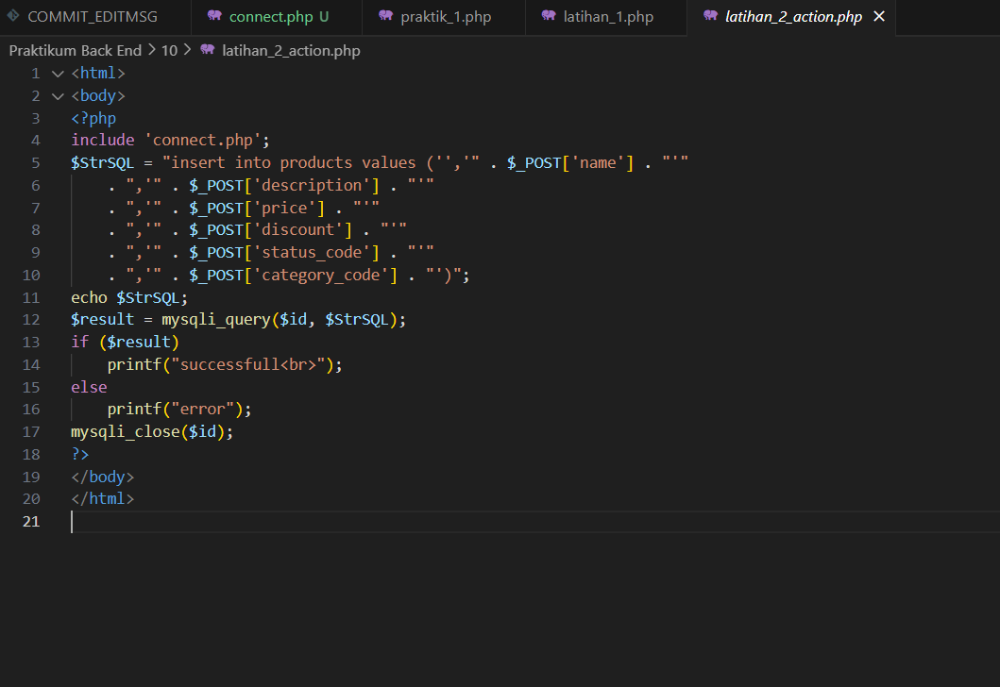 COMMIT_EDITMSG connect.php U praktik_1.php latihan_1.php latihan_2_action.php
Praktikum Back End > 10 > latihan_2_action.php
1 <html>
2 <body>
3 <?php
4 include 'connect.php';
5 $StrSQL = "insert into products values ('','" . $_POST['name'] . "'"
6 . ",'" . $_POST['description'] . "'"
7 . ",'" . $_POST['price'] . "'"
8 . ",'" . $_POST['discount'] . "'"
9 . ",'" . $_POST['status_code'] . "'"
10 . ",'" . $_POST['category_code'] . "')";
11 echo $StrSQL;
12 $result = mysqli_query($id, $StrSQL);
13 if ($result)
14 printf("successfull<br>");
15 else
16 printf("error");
17 mysqli_close($id);
18 ?>
19 </body>
20 </html>
21